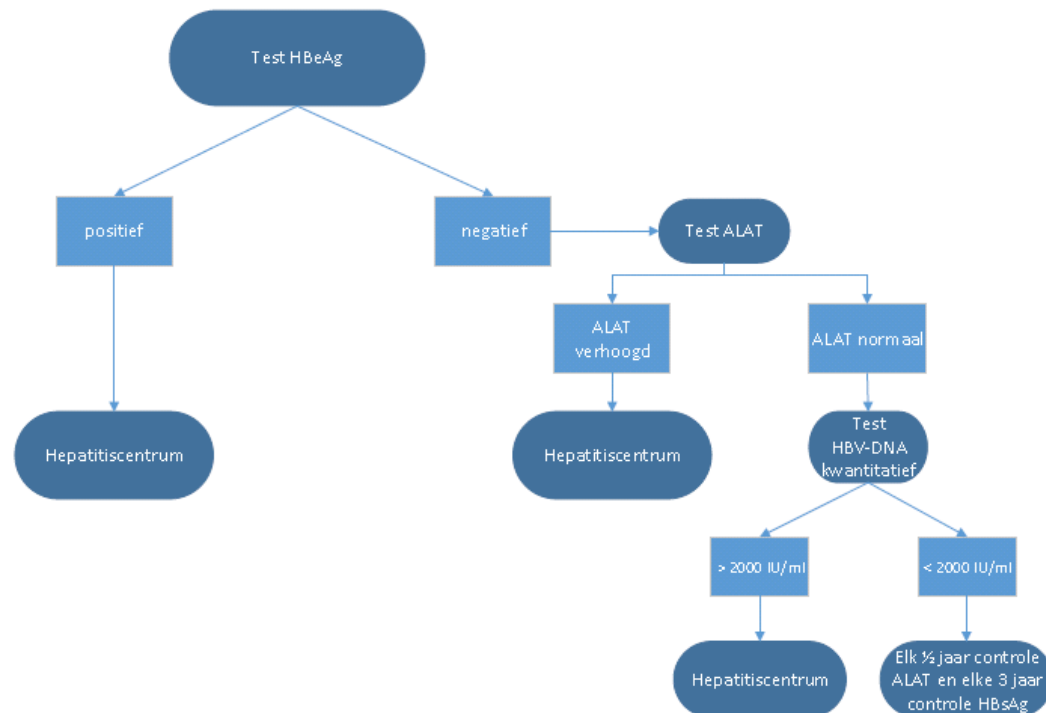 Test HBeAg
positief
negatief
Test ALAT
ALAT
verhoogd
ALAT normaal
Hepatitiscentrum
Hepatitiscentrum
Test
HBV-DNA
kwantitatief
> 2000 IU/ml
< 2000 IU/ml
Hepatitiscentrum
Elk ½ jaar controle
ALAT en elke 3 jaar
controle HBsAg